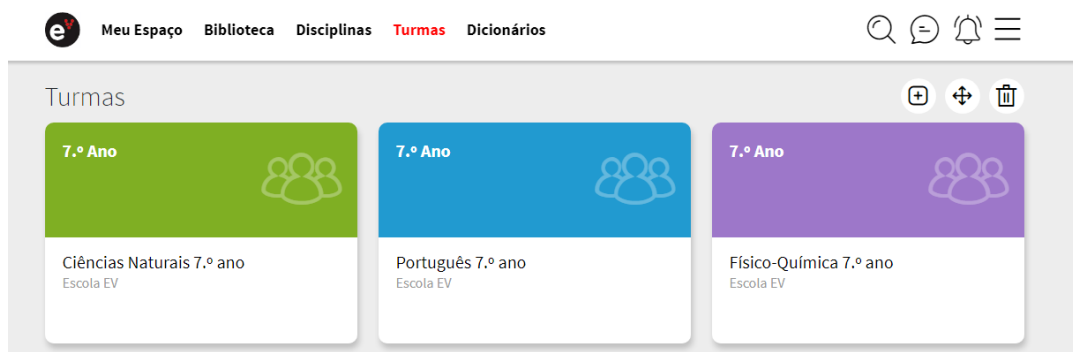 ev Meu Espaço Biblioteca Disciplinas Turmas Dicionários
Turmas
7.º Ano
Ciências Naturais 7.º ano
Escola EV
7.º Ano
Português 7.º ano
Escola EV
7.º Ano
Físico-Química 7.º ano
Escola EV